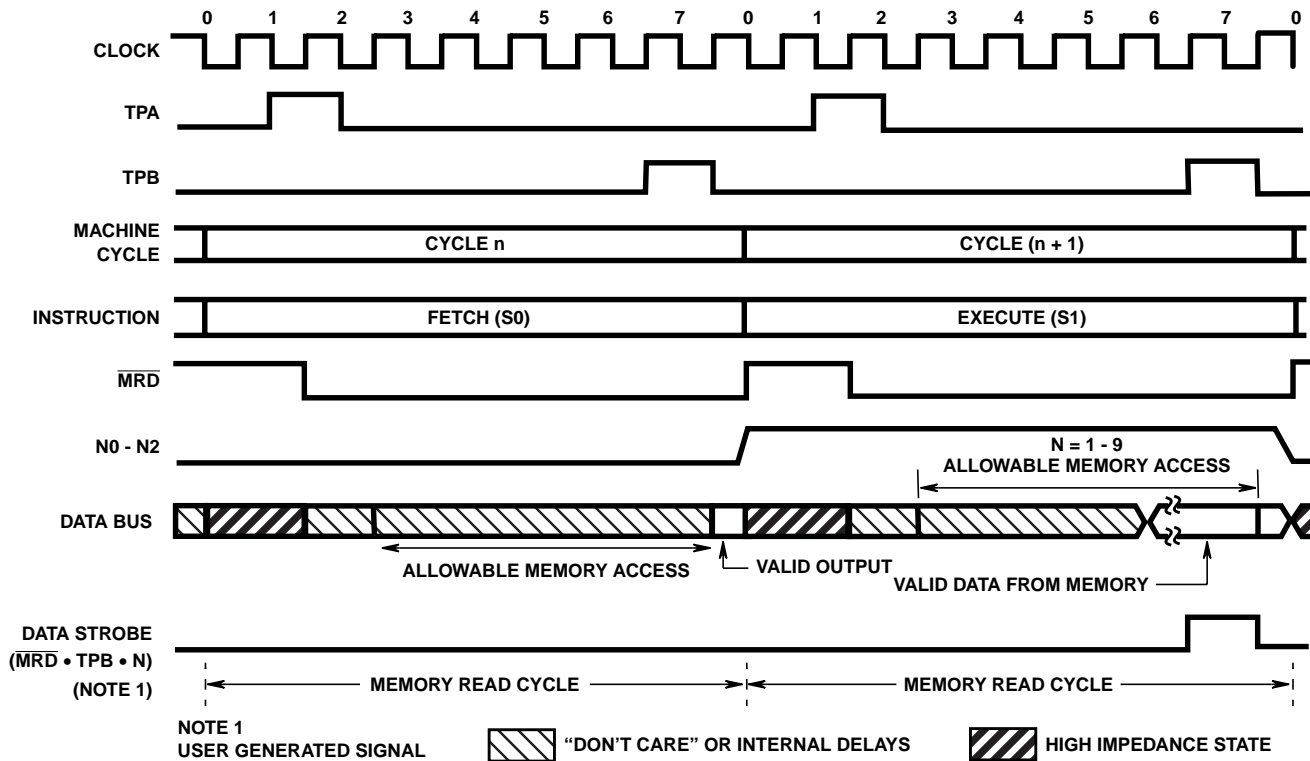 0 1 2 3 4 5 6 7 0 1 2 3 4 5 6 7 0
CLOCK
TPA
TPB
MACHINE
CYCLE
CYCLE n CYCLE (n + 1)
INSTRUCTION FETCH (S0) EXECUTE (S1)
MRD
N0 - N2 N = 1 - 9
ALLOWABLE MEMORY ACCESS
DATA BUS
ALLOWABLE MEMORY ACCESS VALID OUTPUT
VALID DATA FROM MEMORY
DATA STROBE
(MRD • TPB • N)
(NOTE 1)
MEMORY READ CYCLE MEMORY READ CYCLE
NOTE 1
USER GENERATED SIGNAL
“DON’T CARE” OR INTERNAL DELAYS
HIGH IMPEDANCE STATE